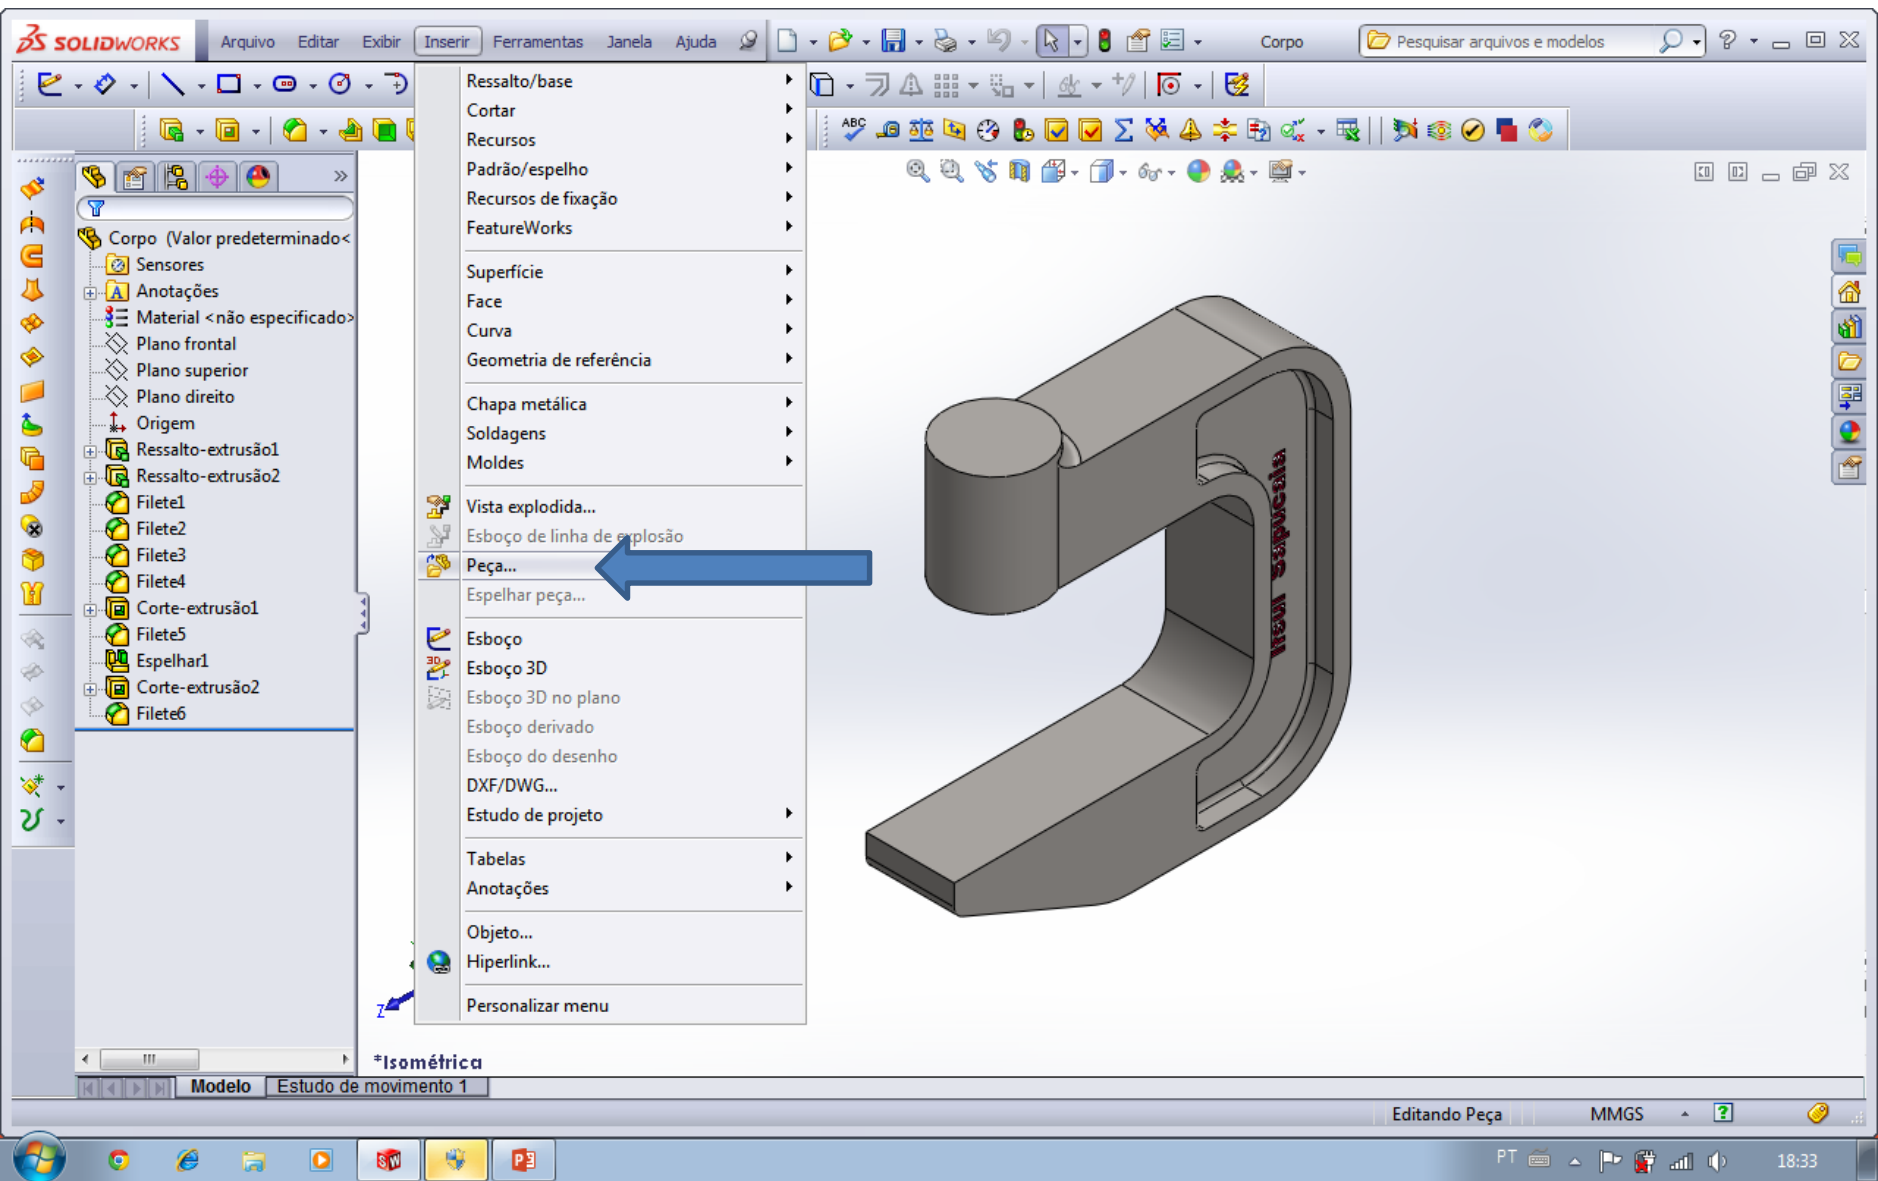 SOLIDWORKS Arquivo Editar Exibir Inserir Ferramentas Janela Ajuda Corpo Pesquisar arquivos e modelos
Ressalto/base
Cortar
Recursos
Padrão/espelho
Recursos de fixação
FeatureWorks
Superfície
Face
Curva
Geometria de referência
Chapa metálica
Soldagens
Moldes
Vista explodida...
Esboço de linha de explosão
Peça...
Espelhar peça...
Esboço
Esboço 3D
Esboço 3D no plano
Esboço derivado
Esboço do desenho
DXF/DWG...
Estudo de projeto
Tabelas
Anotações
Objeto...
Hiperlink...
Personalizar menu
ABC
Corpo (Valor predeterminado<
Sensores
A Anotações
Material <não especificado>
Plano frontal
Plano superior
Plano direito
Origem
Ressalto-extrusão1
Ressalto-extrusão2
Filete1
Filete2
Filete3
Filete4
Corte-extrusão1
Filete5
Espelhar1
Corte-extrusão2
Filete6
Itsul Sapucaia
Z
*Isométrica
Modelo Estudo de movimento 1
Editando Peça MMGS
PT 18:33